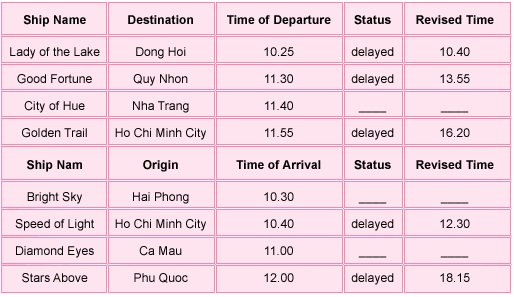 Ship Name Destination Time of Departure Status Revised Time
Lady of the Lake Dong Hoi 10.25 delayed 10.40
Good Fortune Quy Nhon 11.30 delayed 13.55
City of Hue Nha Trang 11.40 ____ ____
Golden Trail Ho Chi Minh City 11.55 delayed 16.20
Ship Nam Origin Time of Arrival Status Revised Time
Bright Sky Hai Phong 10.30 ____ ____
Speed of Light Ho Chi Minh City 10.40 delayed 12.30
Diamond Eyes Ca Mau 11.00 ____ ____
Stars Above Phu Quoc 12.00 delayed 18.15